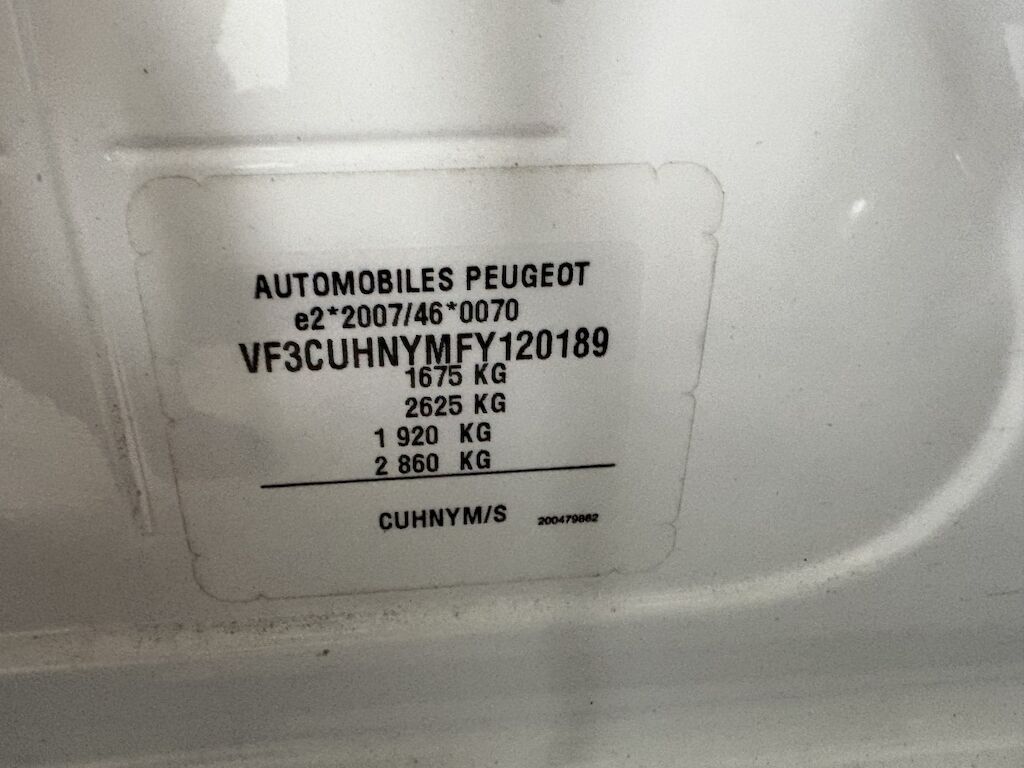 AUTOMOBILES PEUGEOT
e2*2007/46*0070
VF3CUHNYMFY120189
1675 KG
2625 KG
1 920 KG
2 860 KG
CUHNYM/S 200479862